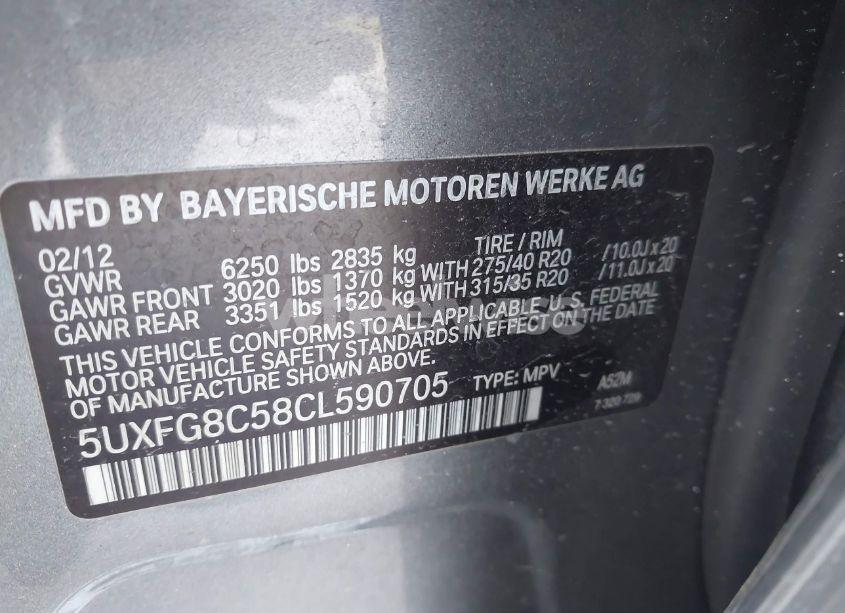 MFD BY BAYERISCHE MOTOREN WERKE AG
02/12 TIRE / RIM
GVWR 6250 lbs 2835 kg
GAWR FRONT 3020 lbs 1370 kg WITH 275/40 R20 /10.0J x 20
GAWR REAR 3351 lbs 1520 kg WITH 315/35 R20 /11.0J x 20
THIS VEHICLE CONFORMS TO ALL APPLICABLE U.S. FEDERAL
MOTOR VEHICLE SAFETY STANDARDS IN EFFECT ON THE DATE
OF MANUFACTURE SHOWN ABOVE.
5UXFG8C58CL590705 TYPE: MPV A52M
7 320 729